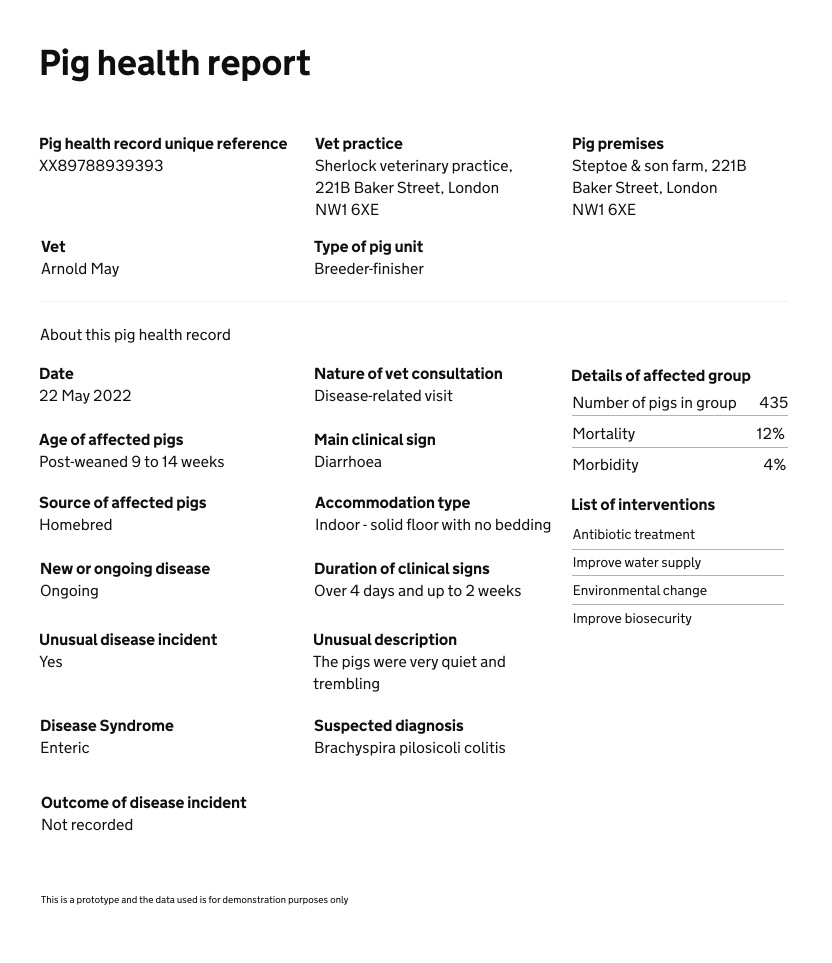 Pig health report
Pig health record unique reference
XX89788939393
Vet practice
Sherlock veterinary practice,
221B Baker Street, London
NW1 6XE
Pig premises
Steptoe & son farm, 221B
Baker Street, London
NW1 6XE
Vet
Arnold May
Type of pig unit
Breeder-finisher
About this pig health record
Date
22 May 2022
Nature of vet consultation
Disease-related visit
Age of affected pigs
Post-weaned 9 to 14 weeks
Main clinical sign
Diarrhoea
Source of affected pigs
Homebred
Accommodation type
Indoor - solid floor with no bedding
New or ongoing disease
Ongoing
Duration of clinical signs
Over 4 days and up to 2 weeks
Unusual disease incident
Yes
Unusual description
The pigs were very quiet and
trembling
Disease Syndrome
Enteric
Suspected diagnosis
Brachyspira pilosicoli colitis
Outcome of disease incident
Not recorded
Details of affected group
Number of pigs in group 435
Mortality 12%
Morbidity 4%
List of interventions
Antibiotic treatment
Improve water supply
Environmental change
Improve biosecurity
This is a prototype and the data used is for demonstration purposes only